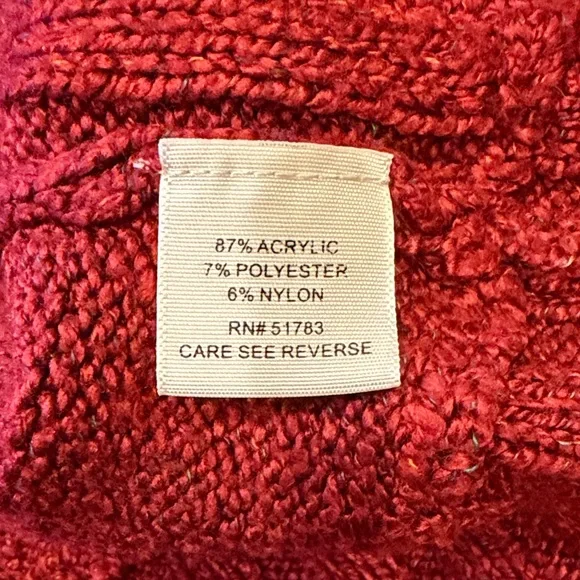 87% ACRYLIC
7% POLYESTER
6% NYLON
RN# 51783
CARE SEE REVERSE